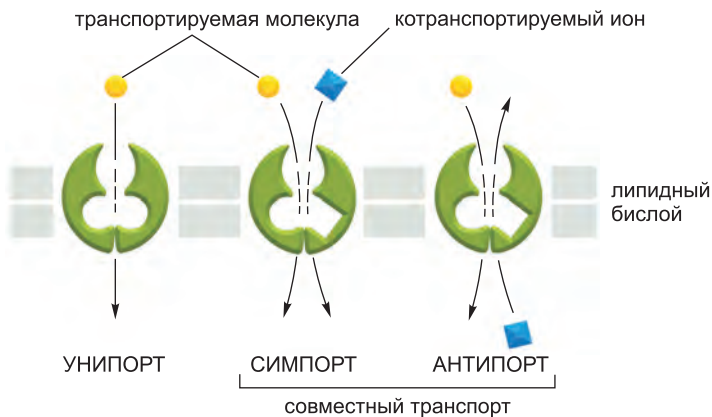 транспортируемая молекула
котранспортируемый ион
липидный
бислой
УНИПОРТ
СИМПОРТ
АНТИПОРТ
совместный транспорт